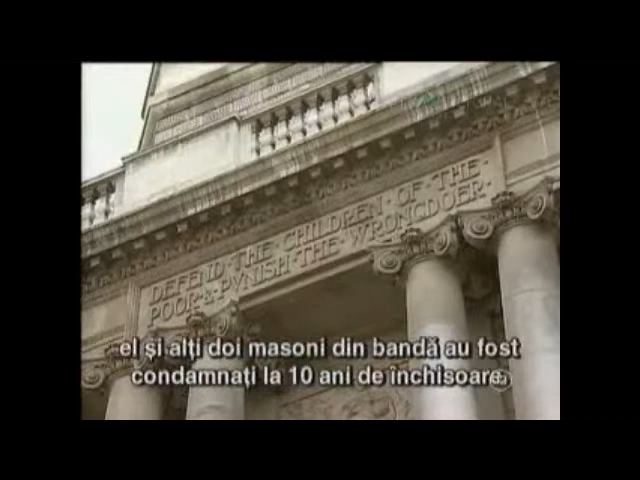 DEFEND · THE · CHILDREN · OF · THE ·
POOR · & · PVNISH · THE · WRONGDOER ·
el și alți doi masoni din bandă au fost
condamnați la 10 ani de închisoare.